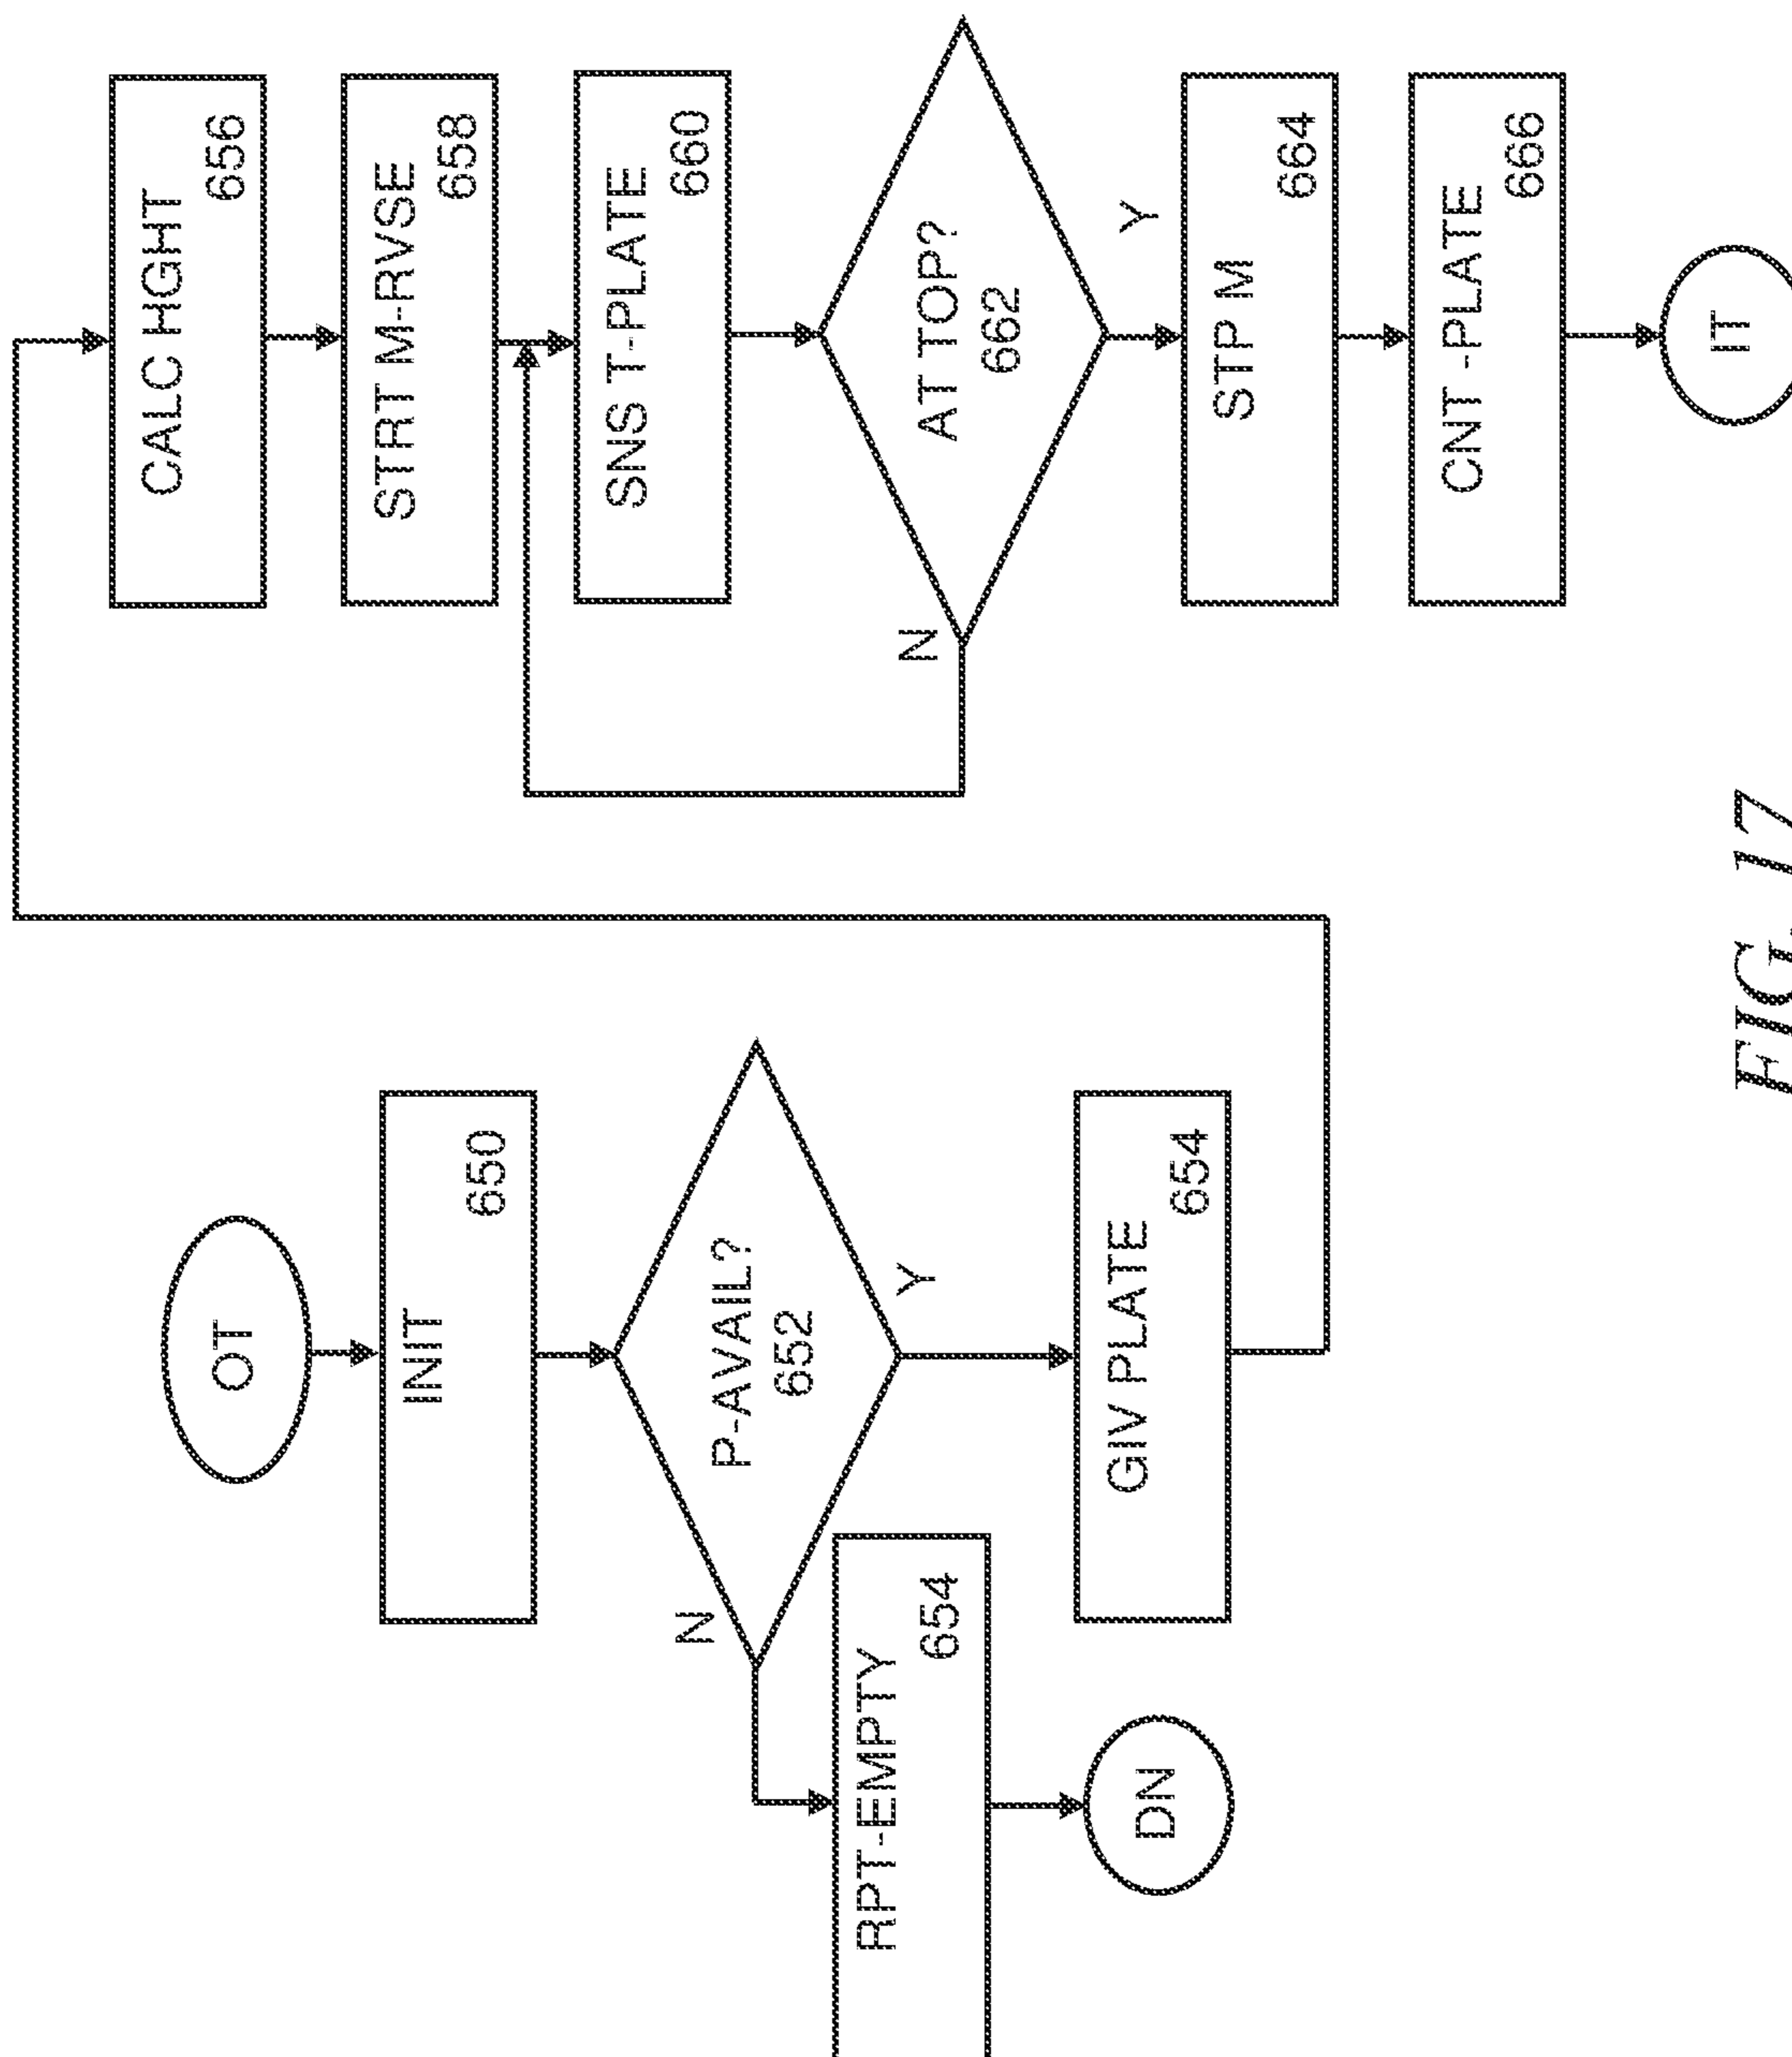 OT
INIT
650
P-AVAIL?
652
N
Y
RPT-EMPTY
654
DN
GIV PLATE
654
CALC HGHT
656
STRT M-RVSE
658
SNS T-PLATE
660
AT TOP?
662
N
Y
STP M
664
CNT -PLATE
666
IT
FIG. 17